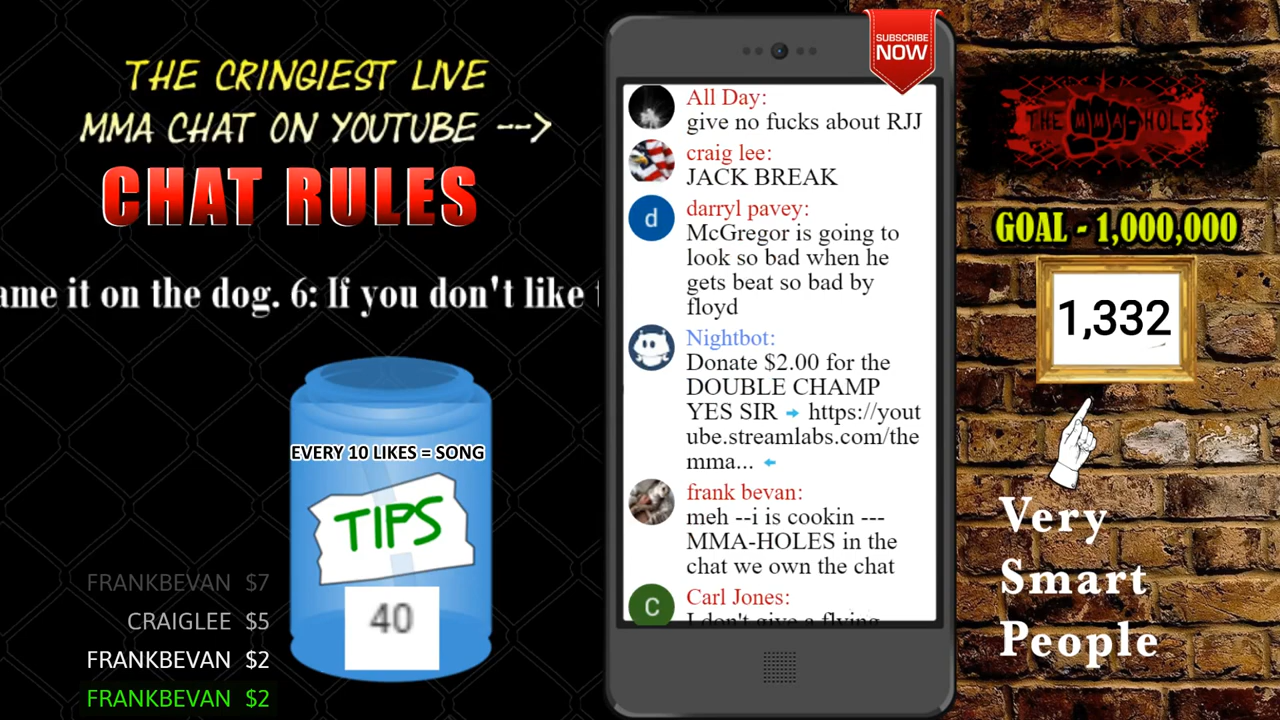 THE CRINGIEST LIVE
MMA CHAT ON YOUTUBE -->
CHAT RULES
ame it on the dog. 6: If you don't like
EVERY 10 LIKES = SONG
TIPS
40
FRANKBEVAN $7
CRAIGLEE $5
FRANKBEVAN $2
FRANKBEVAN $2
SUBSCRIBE
NOW
All Day:
give no fucks about RJJ
craig lee:
JACK BREAK
d
darryl pavey:
McGregor is going to
look so bad when he
gets beat so bad by
floyd
Nightbot:
Donate $2.00 for the
DOUBLE CHAMP
YES SIR ➡ https://yout
ube.streamlabs.com/the
mma... ⬅
frank bevan:
meh --i is cookin ---
MMA-HOLES in the
chat we own the chat
C
Carl Jones:
I don't give a flying
THE MMA-HOLES
GOAL - 1,000,000
1,332
Very
Smart
People